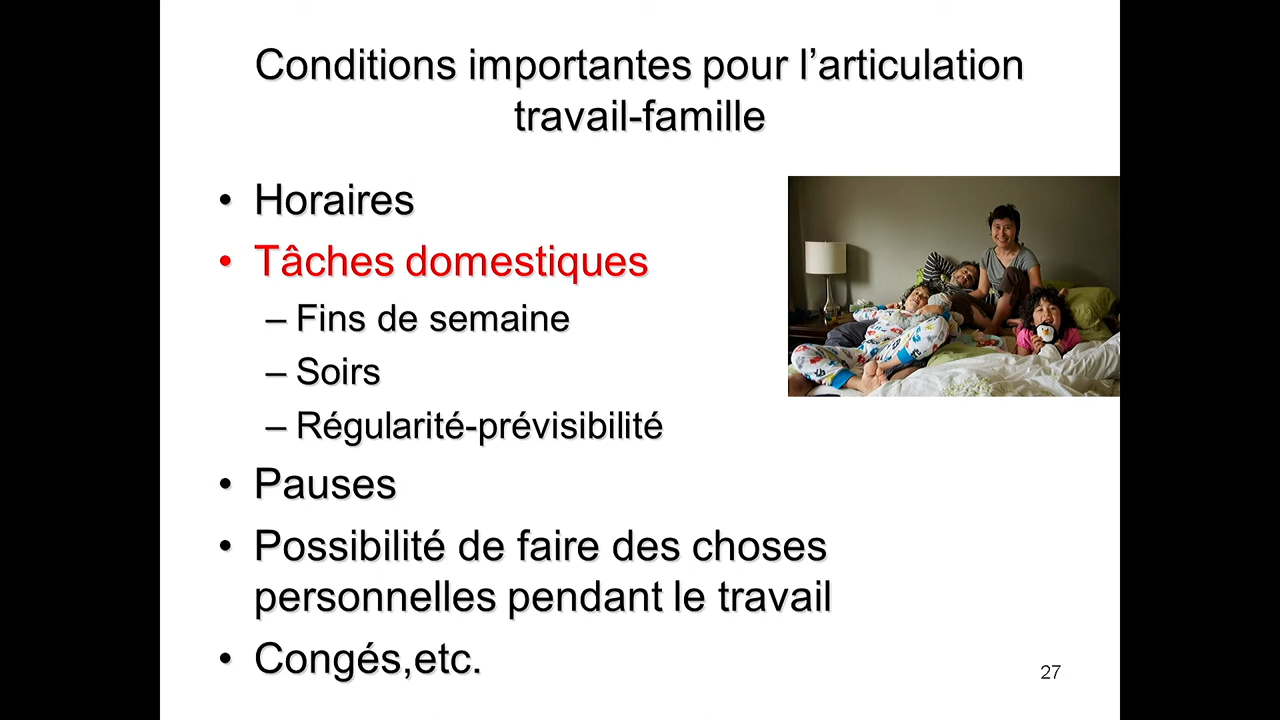 Conditions importantes pour l’articulation
travail-famille
• Horaires
• Tâches domestiques
– Fins de semaine
– Soirs
– Régularité-prévisibilité
• Pauses
• Possibilité de faire des choses
personnelles pendant le travail
• Congés,etc.
27